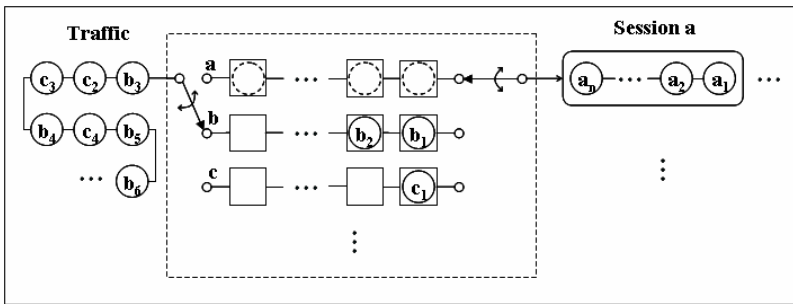 Traffic
Session a
a
c₃ c₂ b₃
... ... aₙ ... a₂ a₁ ...
b
b₄ c₄ b₅
... b₂ b₁
c
... b₆
... c₁